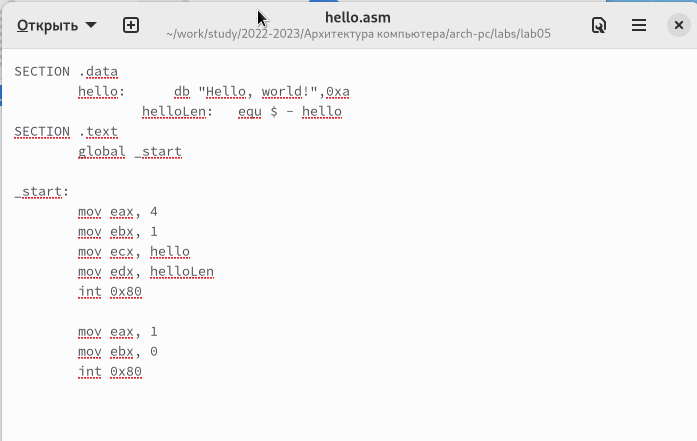 hello.asm
Открыть
~/work/study/2022-2023/Архитектура компьютера/arch-pc/labs/lab05
SECTION .data
hello: db "Hello, world!",0xa
helloLen: equ $ - hello
SECTION .text
global _start
_start:
mov eax, 4
mov ebx, 1
mov ecx, hello
mov edx, helloLen
int 0x80
mov eax, 1
mov ebx, 0
int 0x80